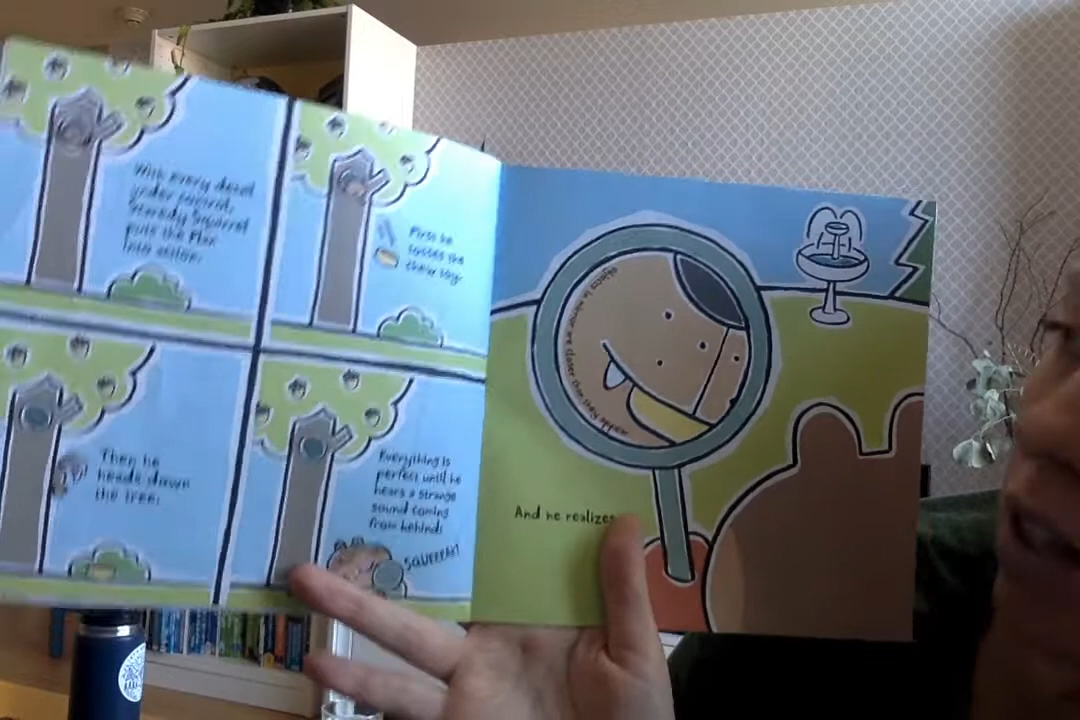 With every detail
under control,
Scaredy Squirrel
puts the Plan
into action.
First he
tosses the
chew toy.
Then he
heads down
the tree.
Everything is
perfect until he
hears a strange
sound coming
from behind:
SQUEEEAK!
objects in mirror are closer than they appear
And he realizes